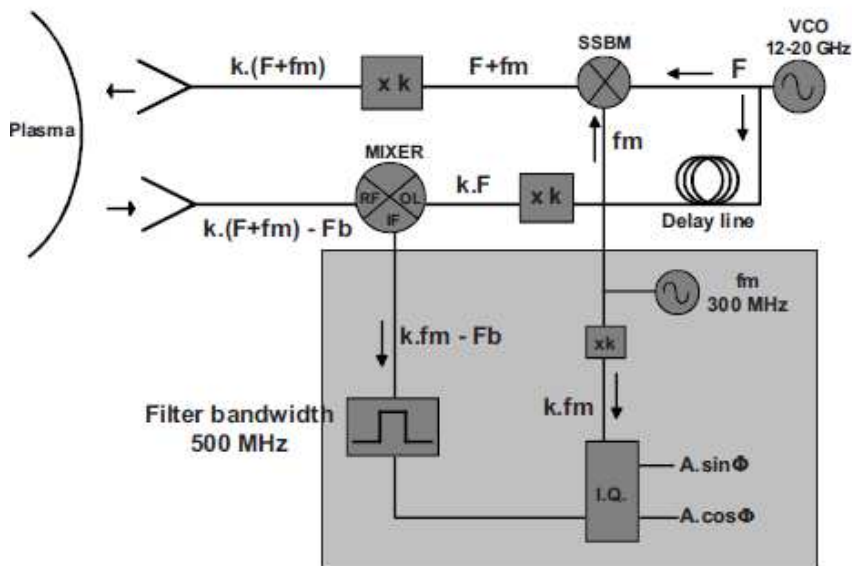 VCO
12-20 GHz
SSBM
k.(F+fm)
F+fm
F
x k
Plasma
fm
MIXER
RF
OL
IF
k.F
x k
Delay line
k.(F+fm) - Fb
fm
300 MHz
k.fm - Fb
xk
Filter bandwidth
500 MHz
k.fm
I.Q.
A.sinΦ
A.cosΦ